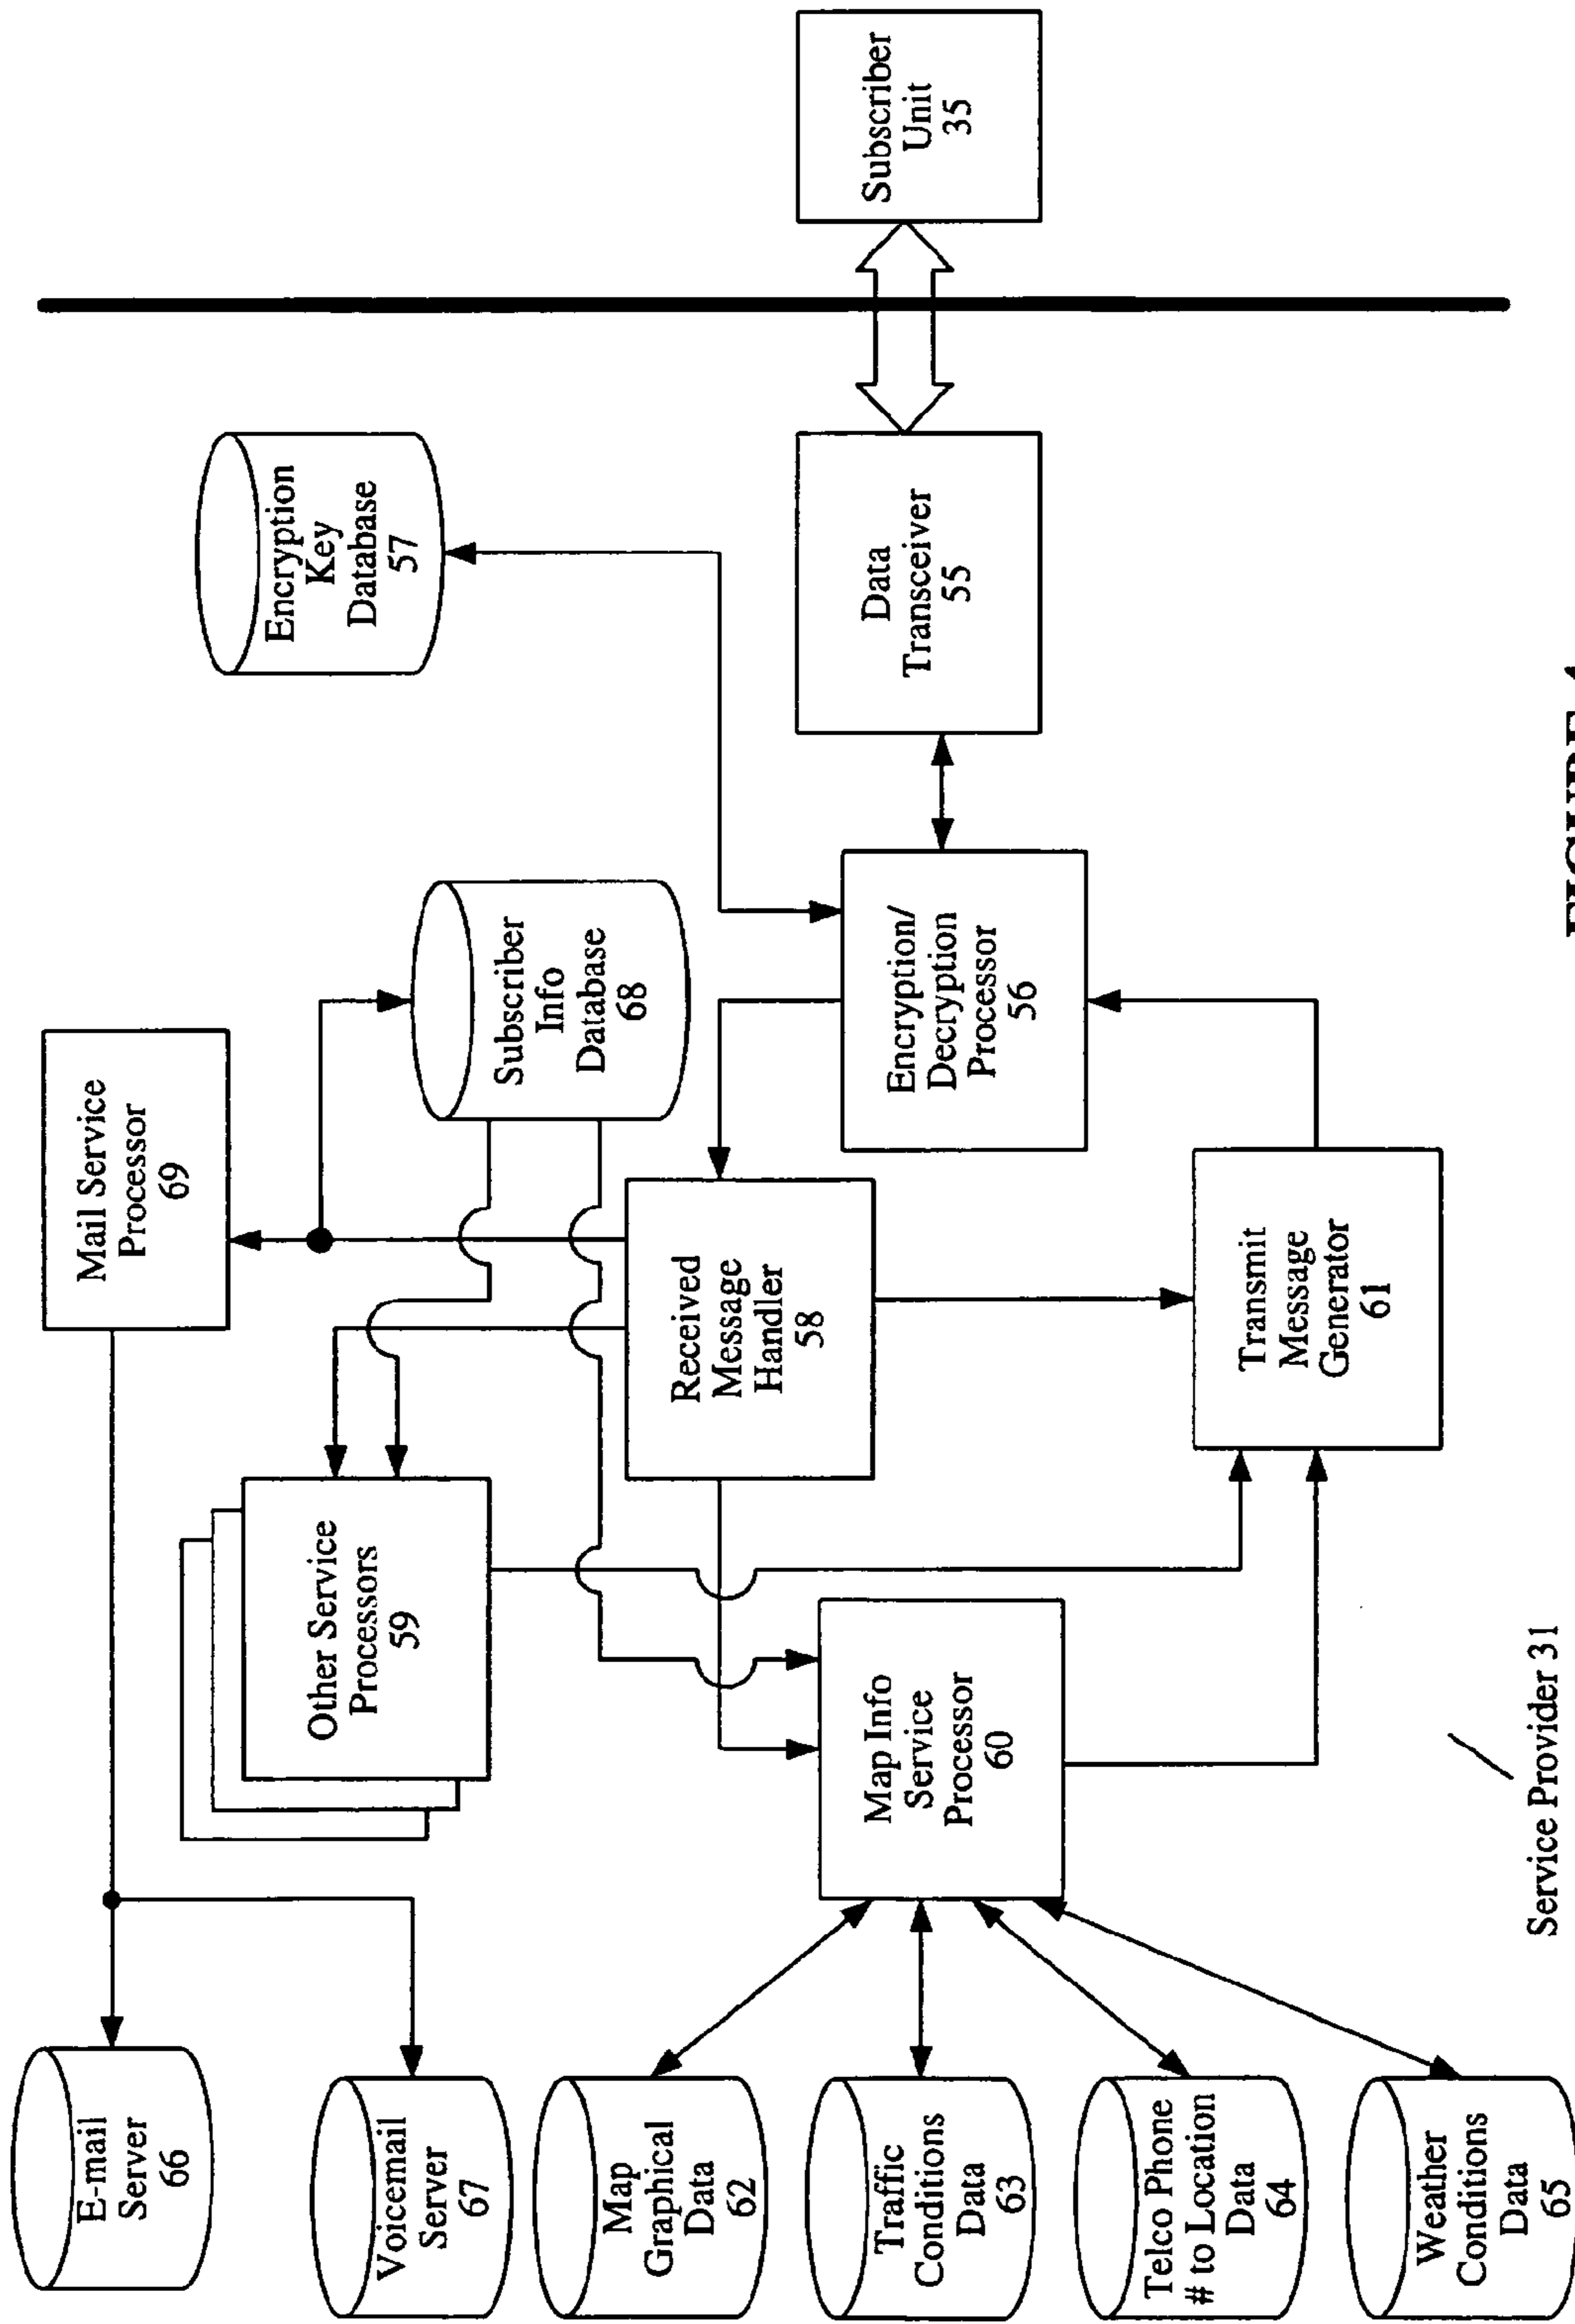 E-mail
Server
66
Mail Service
Processor
69
Voicemail
Server
67
Other Service
Processors
59
Subscriber
Info
Database
68
Encryption
Key
Database
57
Map
Graphical
Data
62
Received
Message
Handler
58
Traffic
Conditions
Data
63
Map Info
Service
Processor
60
Encryption/
Decryption
Processor
56
Data
Transceiver
55
Subscriber
Unit
35
Telco Phone
# to Location
Data
64
Transmit
Message
Generator
61
Weather
Conditions
Data
65
Service Provider 31
FIGURE 4